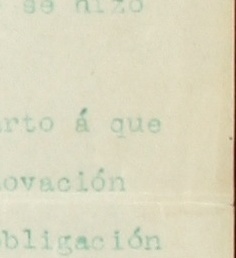 se hizo
rto á que
ovación
bligación